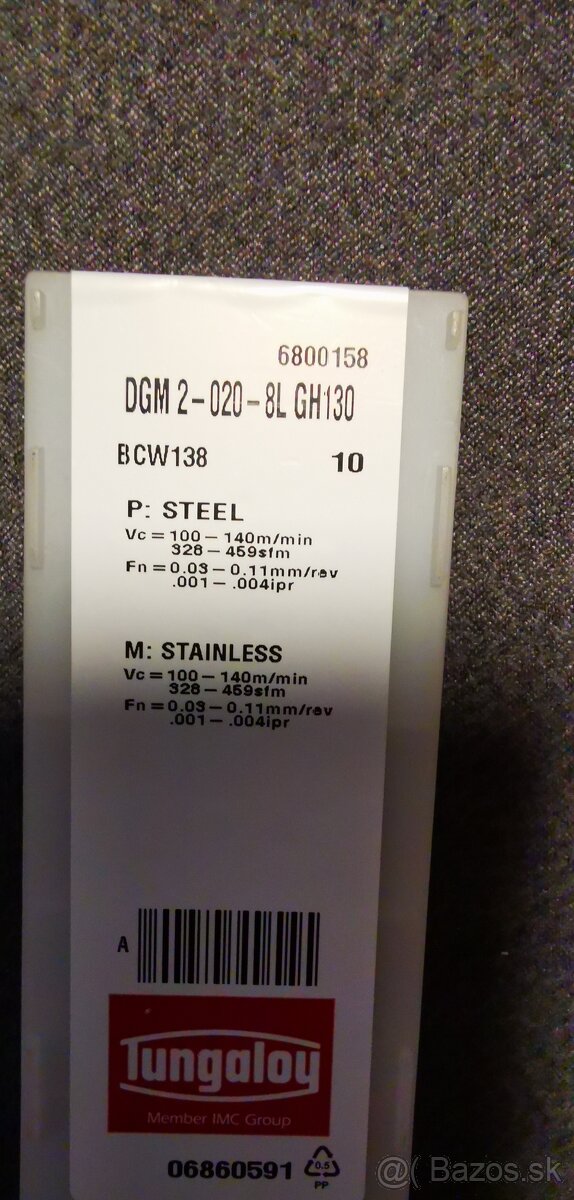 6800158
DGM 2-020-8L GH130
BCW138 10
P: STEEL
Vc=100-140m/min
328-459sfm
Fn=0.03-0.11mm/rev
.001-.004ipr
M: STAINLESS
Vc=100-140m/min
328-459sfm
Fn=0.03-0.11mm/rev
.001-.004ipr
A
Tungaloy
Member IMC Group
06860591
0.5
PP
@( Bazos.sk